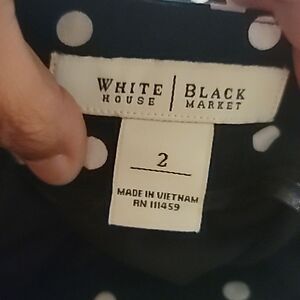 WHITE | BLACK
HOUSE | MARKET
2
MADE IN VIETNAM
RN 111459